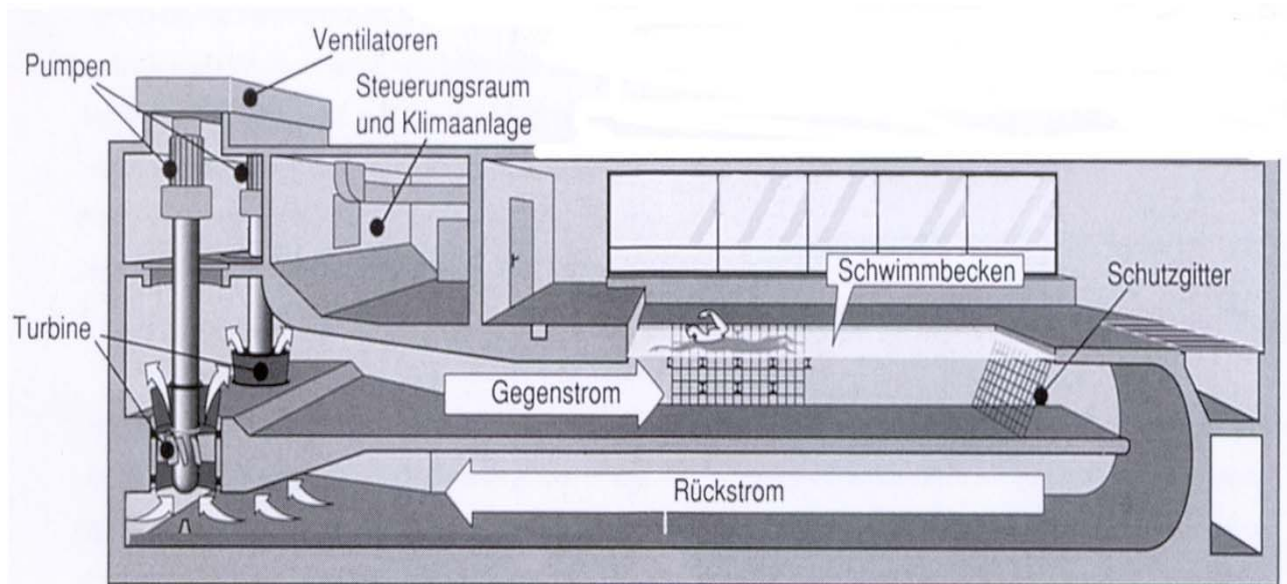 Ventilatoren
Pumpen
Steuerungsraum
und Klimaanlage
Schwimmbecken
Schutzgitter
Turbine
Gegenstrom
Rückstrom